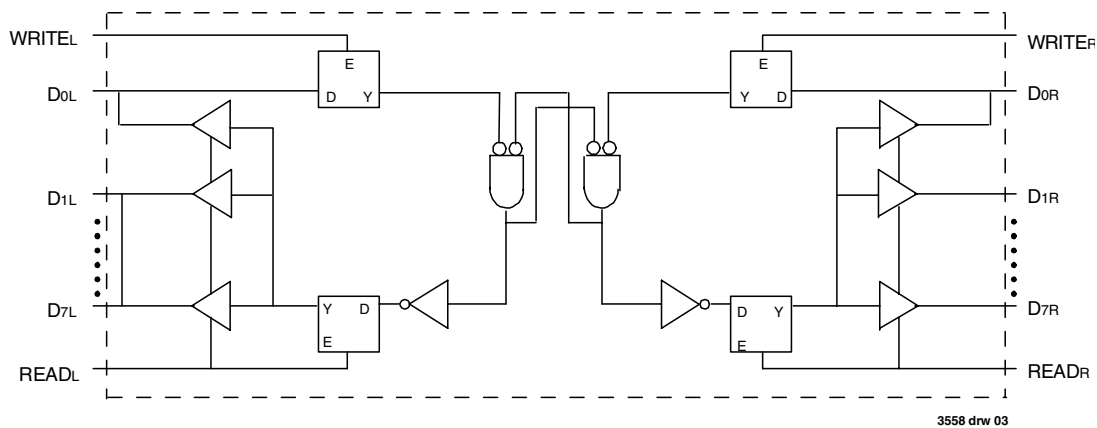 WRITEL WRITER
E E
D0L D Y Y D D0R
D1L D1R
D7L Y D D Y D7R
E E
READL READR
3558 drw 03